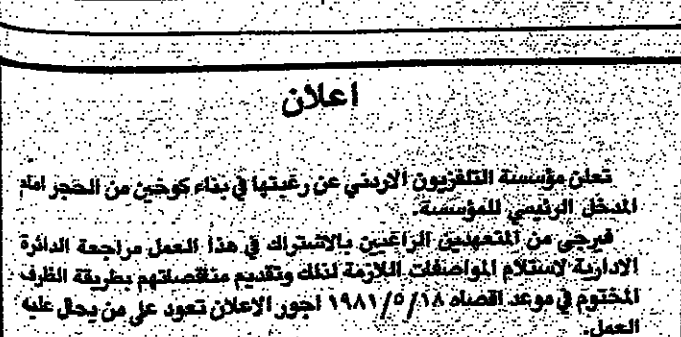 اعلان
تعلن مؤسسة التلفزيون الاردني عن رغبتها في بناء كوخين من الحجر امام
المدخل الرئيسي للمؤسسة.
فيرجى من المتعهدين الراغبين بالاشتراك في هذا العمل مراجعة الدائرة
الادارية لاستلام المواصفات اللازمة لذلك وتقديم مناقصاتهم بطريقة الظرف
المختوم في موعد اقصاه ١٩٨١/٥/١٨ اجور الاعلان تعود على من يحال عليه
العمل.